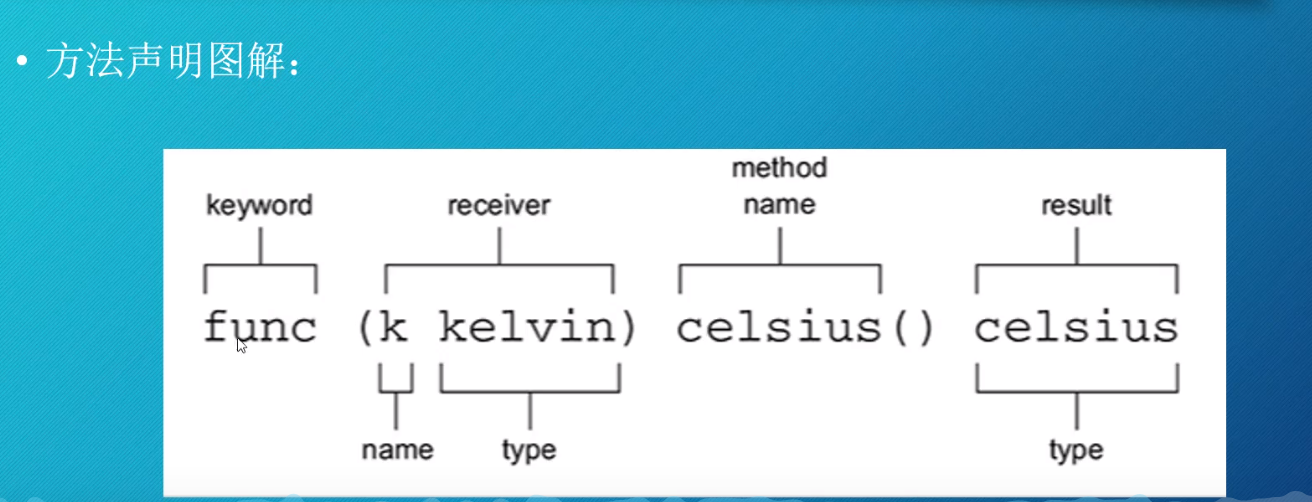 • 方法声明图解：
method
keyword receiver name result
func (k kelvin) celsius() celsius
name type type